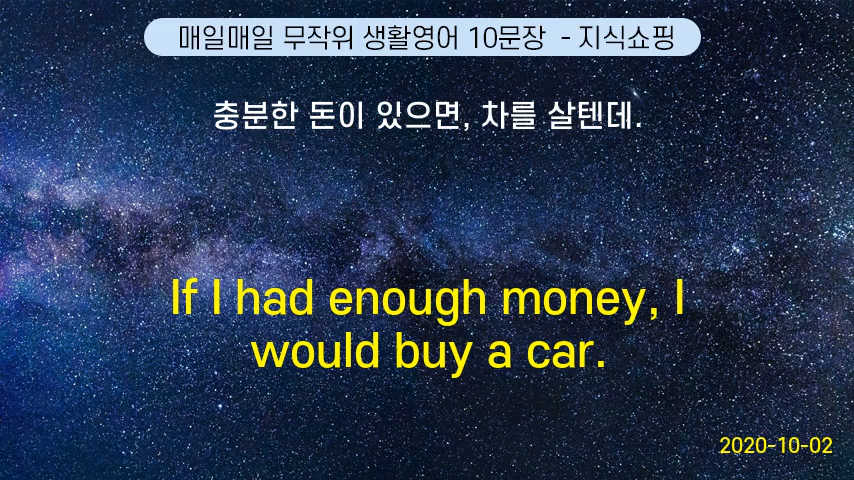 매일매일 무작위 생활영어 10문장 - 지식쇼핑
충분한 돈이 있으면, 차를 살텐데.
If I had enough money, I
would buy a car.
2020-10-02